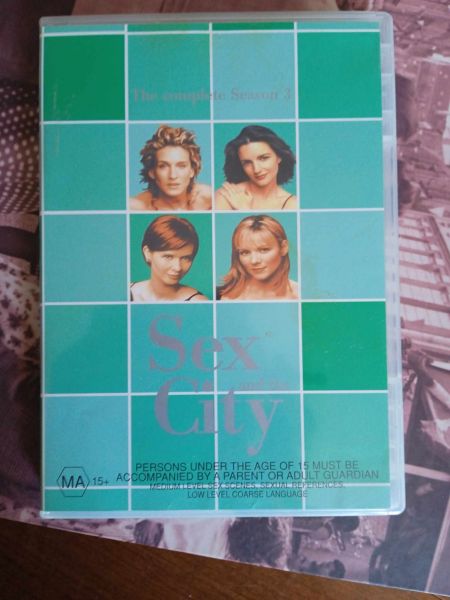 The complete Season 3
Sex
and the
City
PERSONS UNDER THE AGE OF 15 MUST BE
MA 15+ ACCOMPANIED BY A PARENT OR ADULT GUARDIAN
MEDIUM LEVEL SEX SCENES, SEXUAL REFERENCES,
LOW LEVEL COARSE LANGUAGE